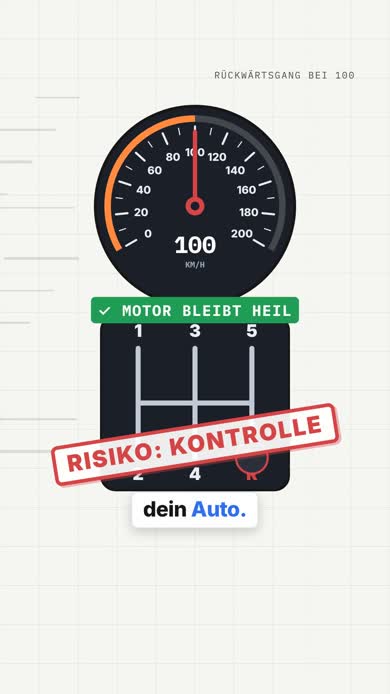 RÜCKWÄRTSGANG BEI 100
0
20
40
60
80
100
120
140
160
180
200
100
KM/H
✓ MOTOR BLEIBT HEIL
1 3 5
RISIKO: KONTROLLE
2 4 R
dein Auto.